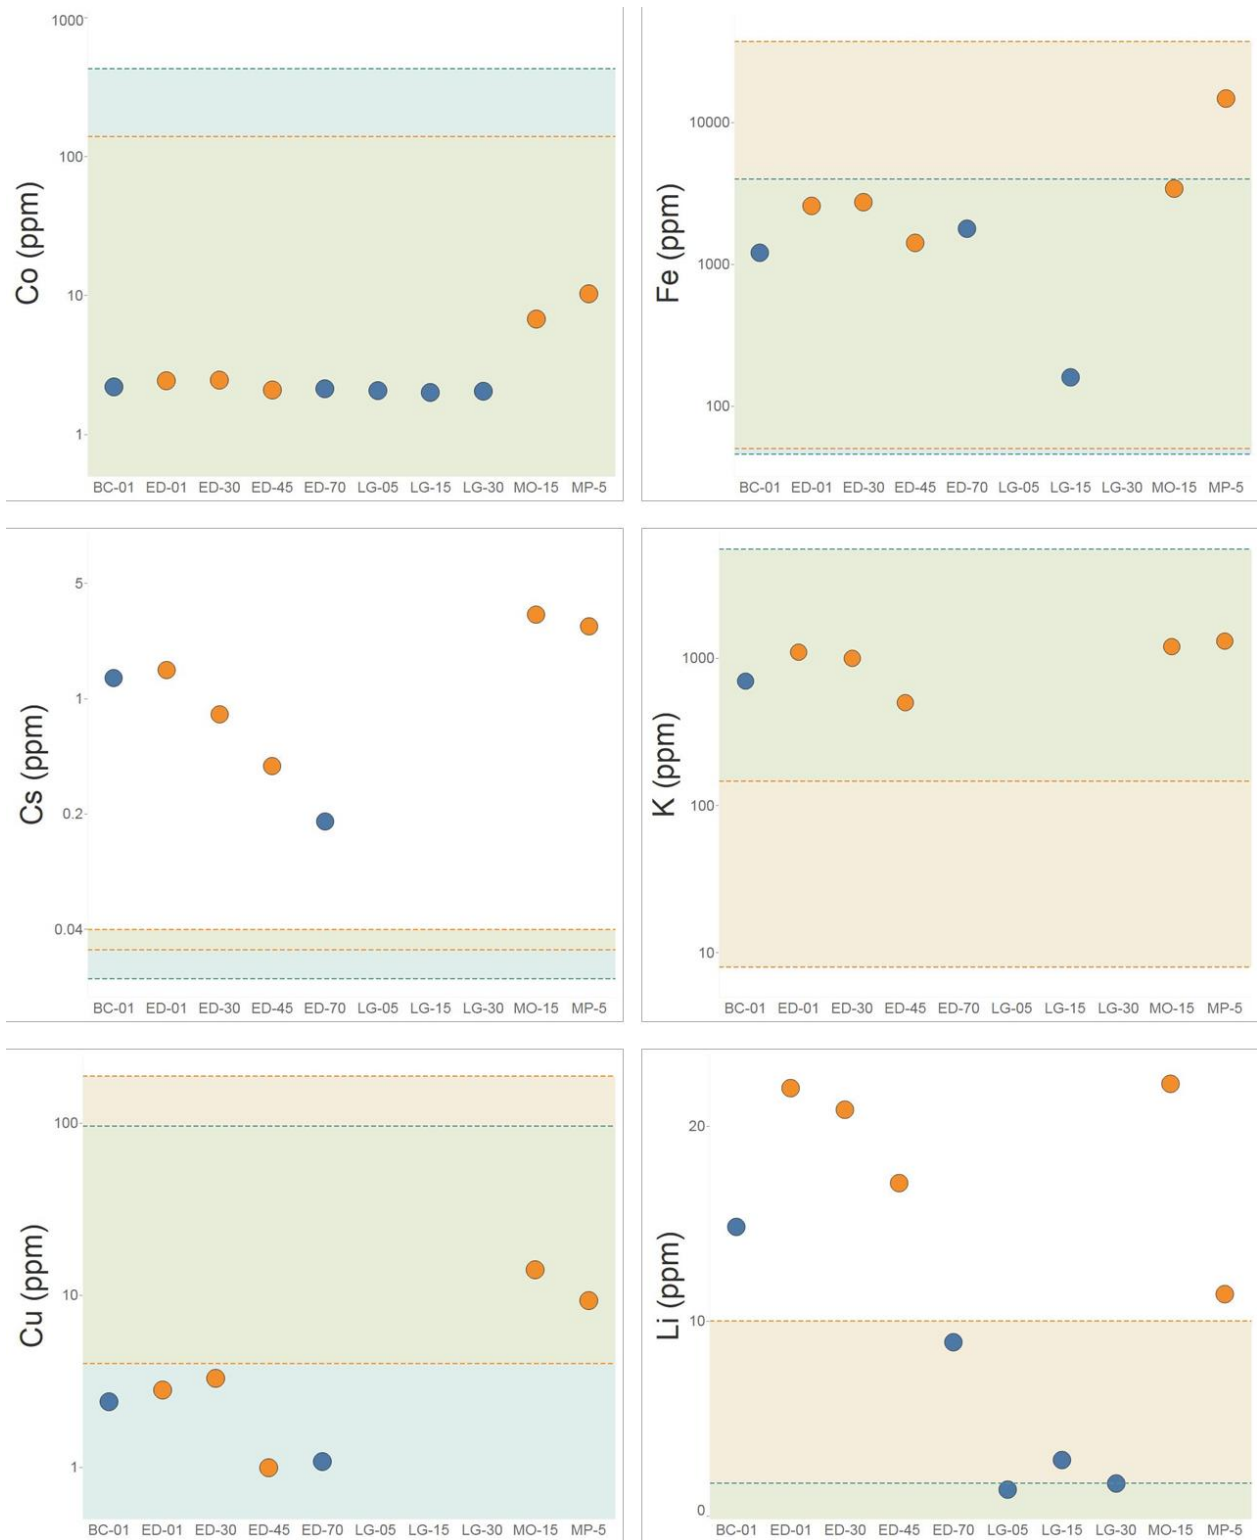 Co (ppm)
1000
100
10
1
BC-01 ED-01 ED-30 ED-45 ED-70 LG-05 LG-15 LG-30 MO-15 MP-5
Fe (ppm)
10000
1000
100
BC-01 ED-01 ED-30 ED-45 ED-70 LG-05 LG-15 LG-30 MO-15 MP-5
Cs (ppm)
5
1
0.2
0.04
BC-01 ED-01 ED-30 ED-45 ED-70 LG-05 LG-15 LG-30 MO-15 MP-5
K (ppm)
1000
100
10
BC-01 ED-01 ED-30 ED-45 ED-70 LG-05 LG-15 LG-30 MO-15 MP-5
Cu (ppm)
100
10
1
BC-01 ED-01 ED-30 ED-45 ED-70 LG-05 LG-15 LG-30 MO-15 MP-5
Li (ppm)
20
10
0
BC-01 ED-01 ED-30 ED-45 ED-70 LG-05 LG-15 LG-30 MO-15 MP-5